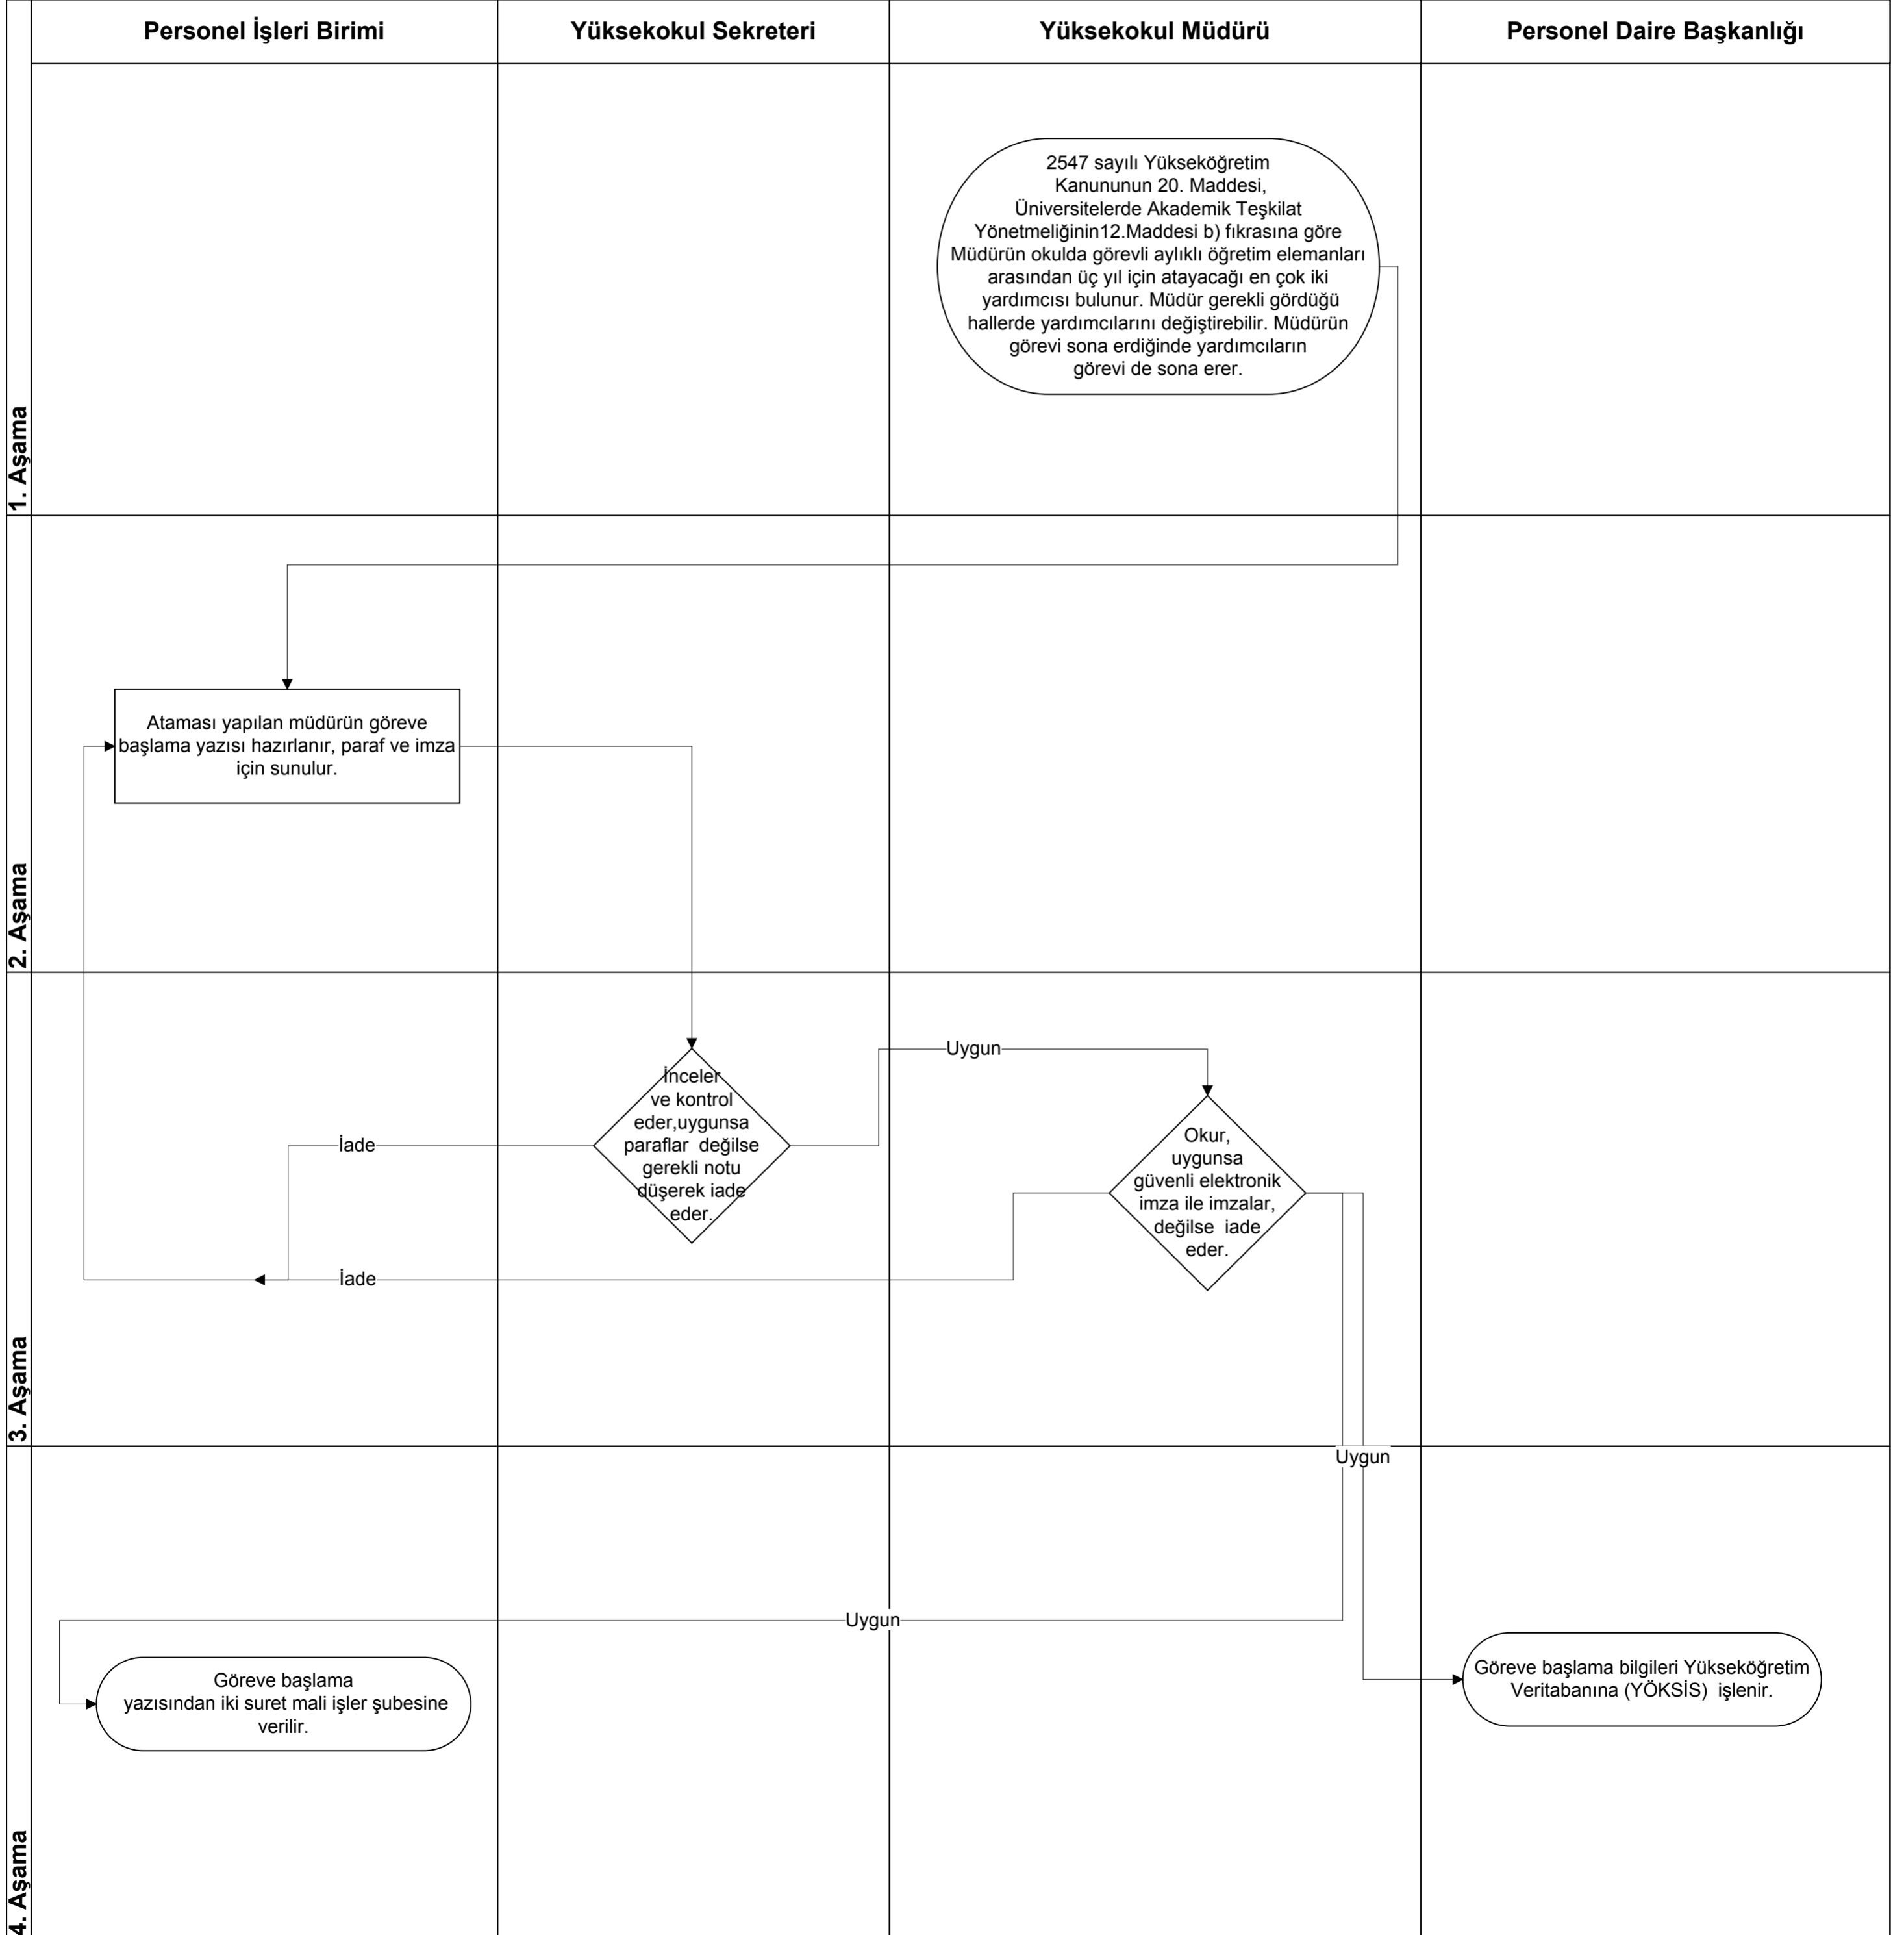 Personel İşleri Birimi
Yüksekokul Sekreteri
Yüksekokul Müdürü
Personel Daire Başkanlığı
1. Aşama
2547 sayılı Yükseköğretim
Kanununun 20. Maddesi,
Üniversitelerde Akademik Teşkilat
Yönetmeliğinin12.Maddesi b) fıkrasına göre
Müdürün okulda görevli aylıklı öğretim elemanları
arasından üç yıl için atayacağı en çok iki
yardımcısı bulunur. Müdür gerekli gördüğü
hallerde yardımcılarını değiştirebilir. Müdürün
görevi sona erdiğinde yardımcıların
görevi de sona erer.
2. Aşama
Ataması yapılan müdürün göreve
başlama yazısı hazırlanır, paraf ve imza
için sunulur.
3. Aşama
İnceler
ve kontrol
eder,uygunsa
paraflar değilse
gerekli notu
düşerek iade
eder.
Uygun
İade
Okur,
uygunsa
güvenli elektronik
imza ile imzalar,
değilse iade
eder.
İade
Uygun
4. Aşama
Uygun
Göreve başlama
yazısından iki suret mali işler şubesine
verilir.
Göreve başlama bilgileri Yükseköğretim
Veritabanına (YÖKSİS) işlenir.